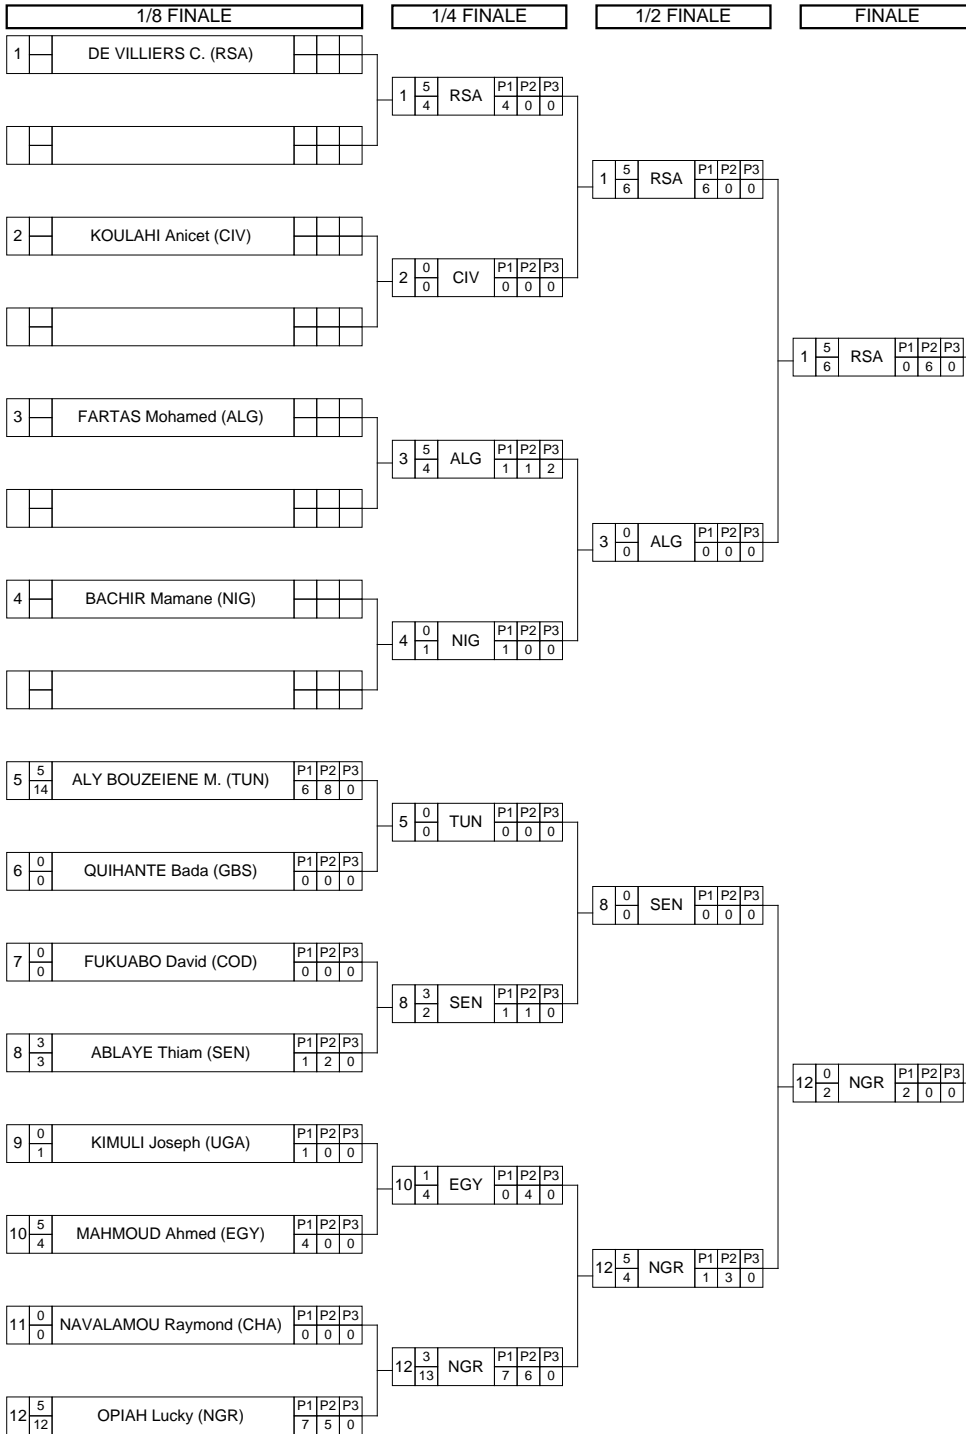 1/8 FINALE 1/4 FINALE 1/2 FINALE FINALE
1 DE VILLIERS C. (RSA)
1 5 4 RSA P1 P2 P3 4 0 0
1 5 6 RSA P1 P2 P3 6 0 0
2 KOULAHI Anicet (CIV)
2 0 0 CIV P1 P2 P3 0 0 0
1 5 6 RSA P1 P2 P3 0 6 0
3 FARTAS Mohamed (ALG)
3 5 4 ALG P1 P2 P3 1 1 2
3 0 0 ALG P1 P2 P3 0 0 0
4 BACHIR Mamane (NIG)
4 0 1 NIG P1 P2 P3 1 0 0
5 5 14 ALY BOUZEIENE M. (TUN) P1 P2 P3 6 8 0
5 0 0 TUN P1 P2 P3 0 0 0
6 0 0 QUIHANTE Bada (GBS) P1 P2 P3 0 0 0
8 0 0 SEN P1 P2 P3 0 0 0
7 0 0 FUKUABO David (COD) P1 P2 P3 0 0 0
8 3 2 SEN P1 P2 P3 1 1 0
8 3 3 ABLAYE Thiam (SEN) P1 P2 P3 1 2 0
12 0 2 NGR P1 P2 P3 2 0 0
9 0 1 KIMULI Joseph (UGA) P1 P2 P3 1 0 0
10 1 4 EGY P1 P2 P3 0 4 0
10 5 4 MAHMOUD Ahmed (EGY) P1 P2 P3 4 0 0
12 5 4 NGR P1 P2 P3 1 3 0
11 0 0 NAVALAMOU Raymond (CHA) P1 P2 P3 0 0 0
12 3 13 NGR P1 P2 P3 7 6 0
12 5 12 OPIAH Lucky (NGR) P1 P2 P3 7 5 0